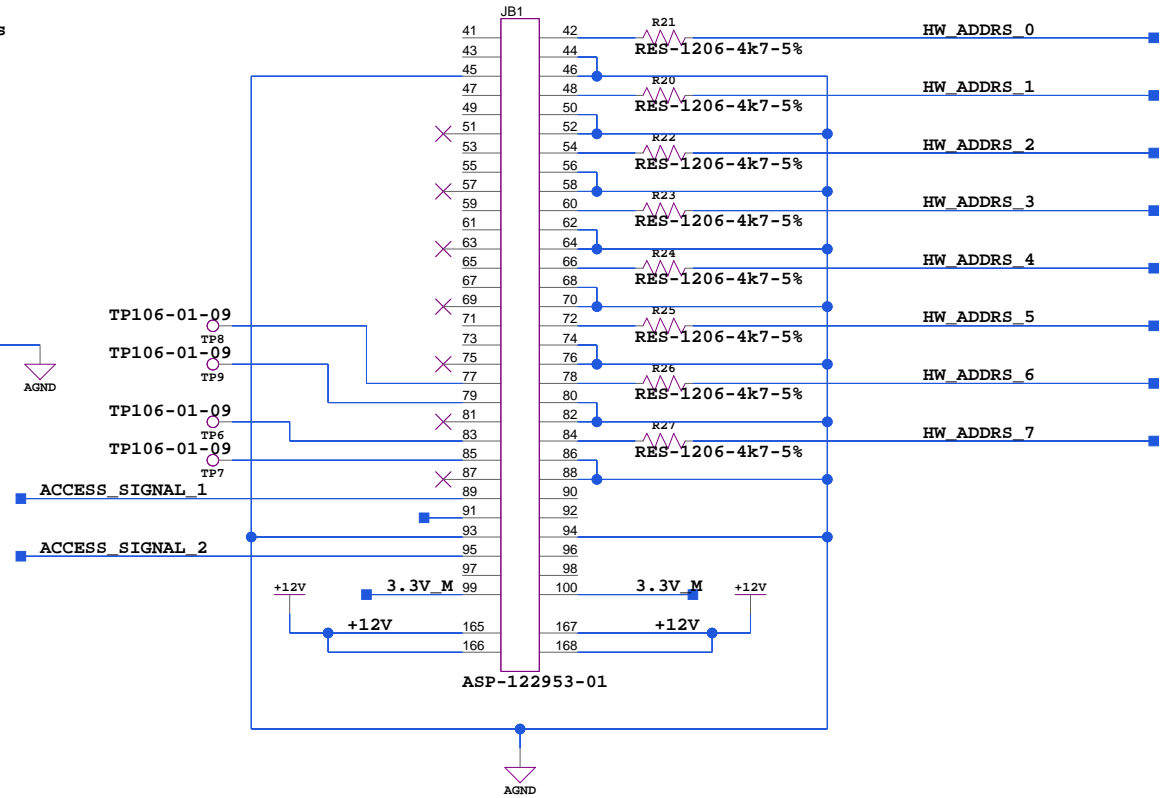 JB1
s
41 42 R21 HW_ADDRS_0
43 44 RES-1206-4k7-5%
45 46
47 48 R20 HW_ADDRS_1
49 50 RES-1206-4k7-5%
51 52
53 54 R22 HW_ADDRS_2
55 56 RES-1206-4k7-5%
57 58
59 60 R23 HW_ADDRS_3
61 62 RES-1206-4k7-5%
63 64
65 66 R24 HW_ADDRS_4
67 68 RES-1206-4k7-5%
69 70
TP106-01-09
71 72 R25 HW_ADDRS_5
TP8
73 74 RES-1206-4k7-5%
TP106-01-09
75 76
TP9
AGND
77 78 R26 HW_ADDRS_6
79 80 RES-1206-4k7-5%
TP106-01-09
81 82
TP6
83 84 R27 HW_ADDRS_7
TP106-01-09
85 86 RES-1206-4k7-5%
TP7
87 88
ACCESS_SIGNAL_1
89 90
91 92
93 94
ACCESS_SIGNAL_2
95 96
97 98
+12V 3.3V_M 99 100 3.3V_M +12V
+12V 165 167 +12V
166 168
ASP-122953-01
AGND